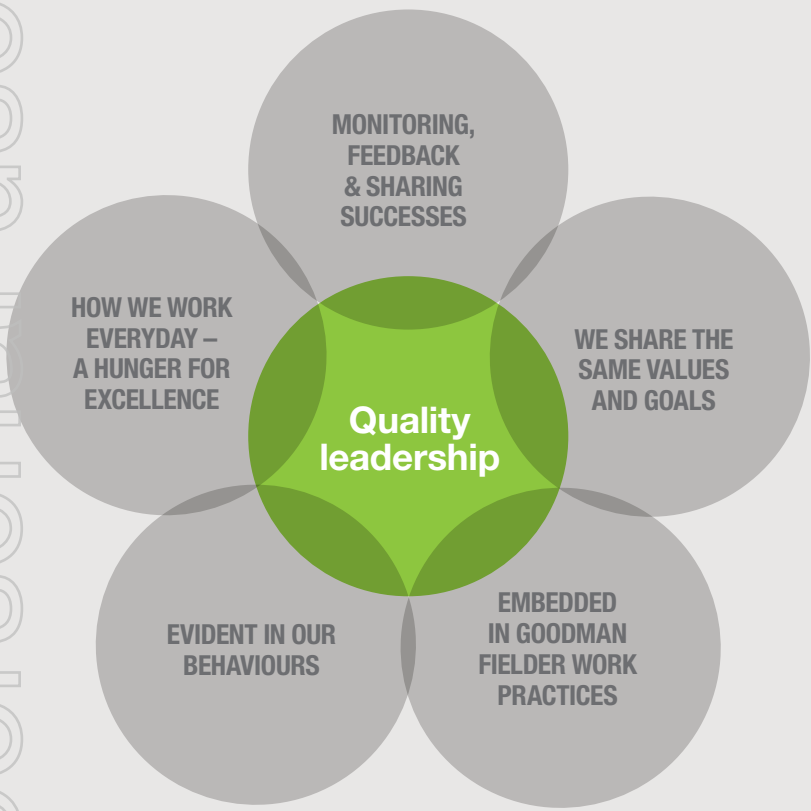 MONITORING,
FEEDBACK
& SHARING
SUCCESSES
HOW WE WORK
EVERYDAY –
A HUNGER FOR
EXCELLENCE
WE SHARE THE
SAME VALUES
AND GOALS
Quality
leadership
EVIDENT IN OUR
BEHAVIOURS
EMBEDDED
IN GOODMAN
FIELDER WORK
PRACTICES